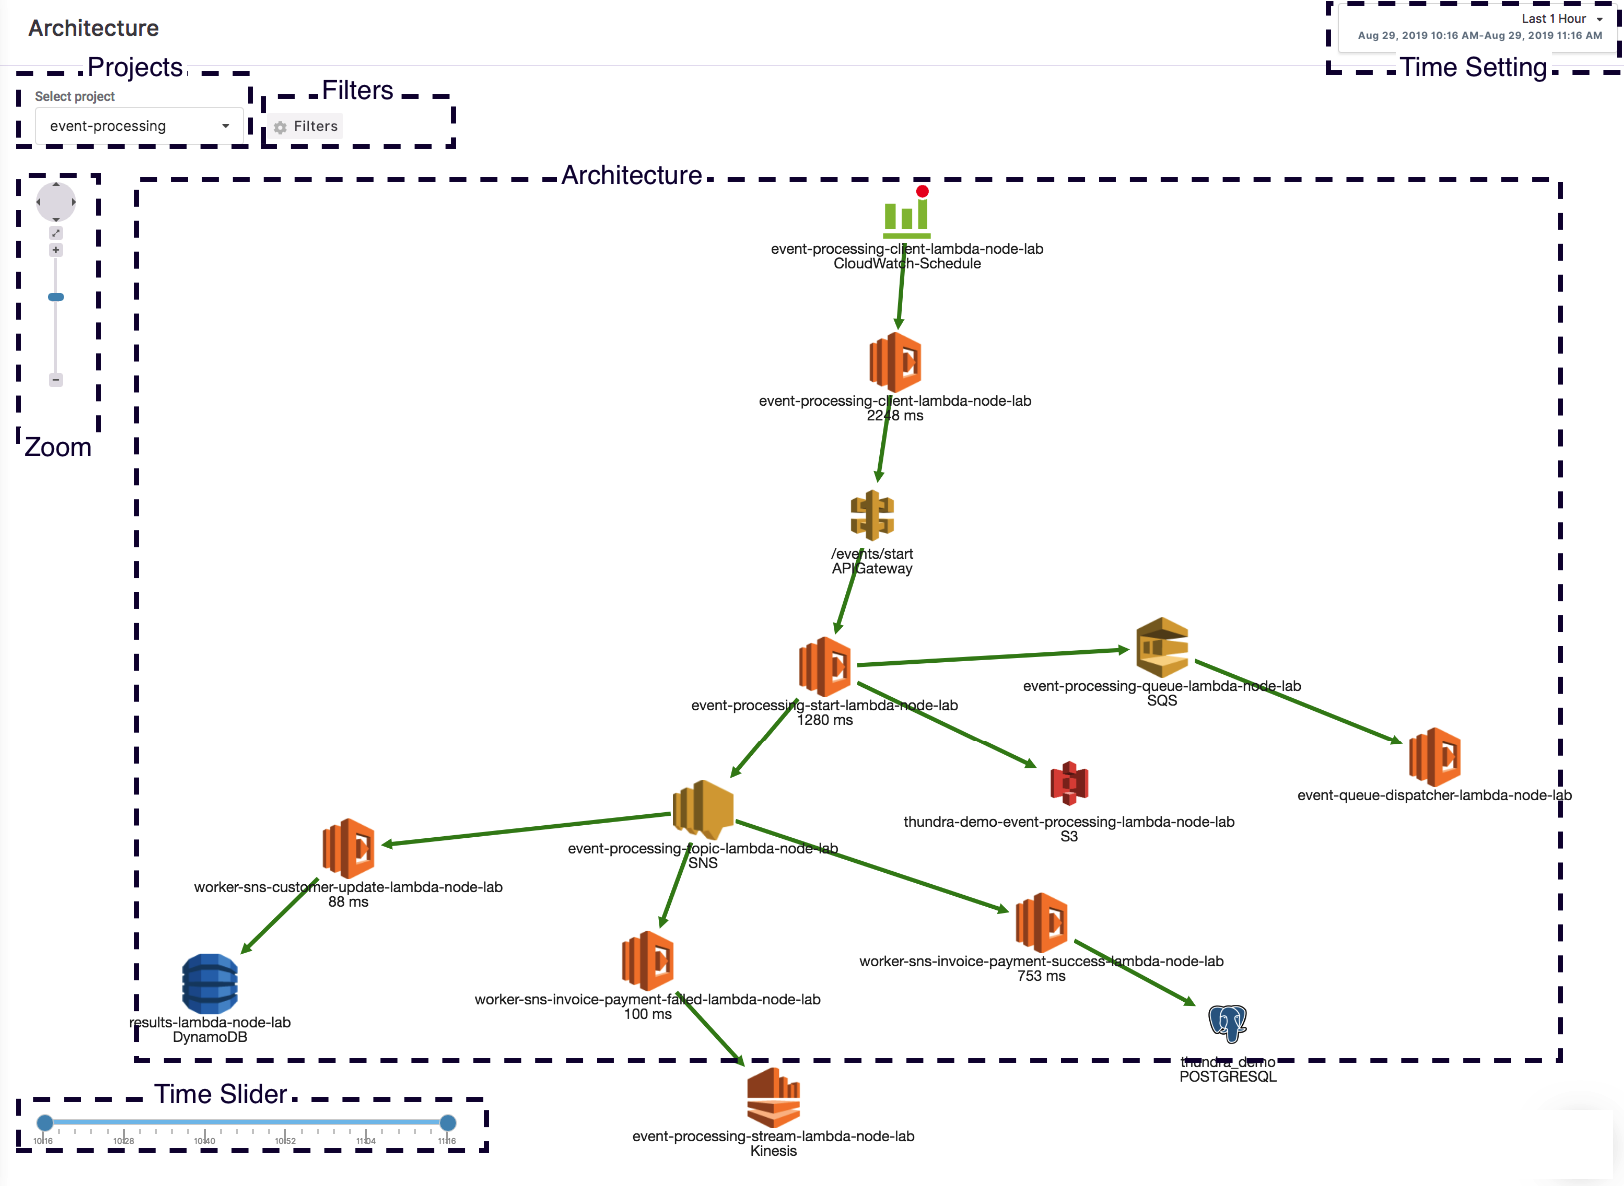 Architecture
Last 1 Hour
Aug 29, 2019 10:16 AM-Aug 29, 2019 11:16 AM
Time Setting
Projects
Select project
event-processing
Filters
Filters
Zoom
Architecture
event-processing-client-lambda-node-lab
CloudWatch-Schedule
event-processing-client-lambda-node-lab
2248 ms
/events/start
APIGateway
event-processing-start-lambda-node-lab
1280 ms
event-processing-queue-lambda-node-lab
SQS
event-queue-dispatcher-lambda-node-lab
thundra-demo-event-processing-lambda-node-lab
S3
event-processing-topic-lambda-node-lab
SNS
worker-sns-customer-update-lambda-node-lab
88 ms
worker-sns-invoice-payment-success-lambda-node-lab
753 ms
worker-sns-invoice-payment-failed-lambda-node-lab
100 ms
results-lambda-node-lab
DynamoDB
thundra_demo
POSTGRESQL
event-processing-stream-lambda-node-lab
Kinesis
Time Slider
10:16 10:28 10:40 10:52 11:04 11:16